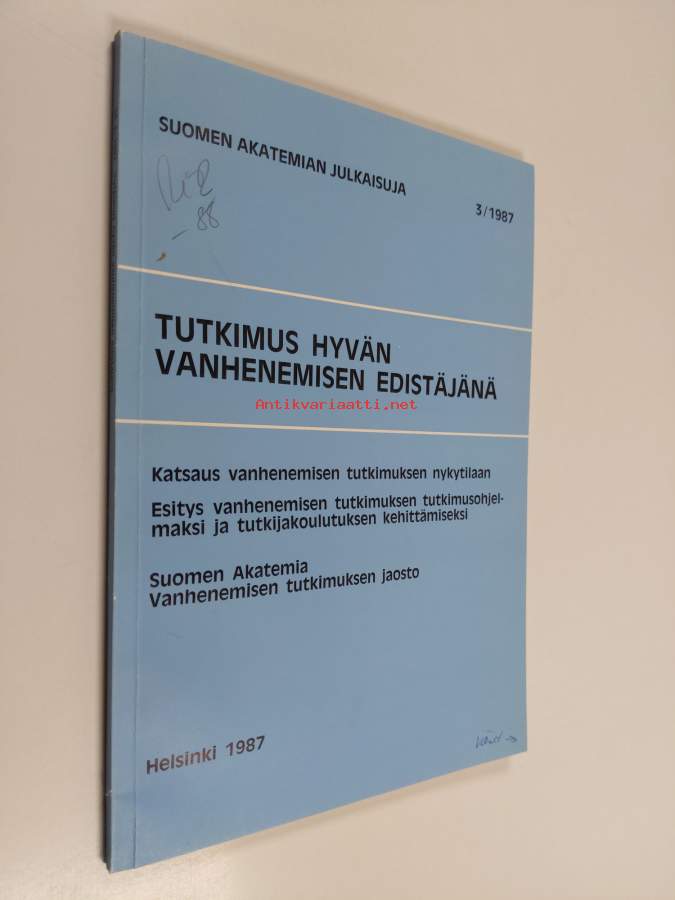 SUOMEN AKATEMIAN JULKAISUJA
3/1987
- 88
TUTKIMUS HYVÄN
VANHENEMISEN EDISTÄJÄNÄ
Antikvariaatti.net
Katsaus vanhenemisen tutkimuksen nykytilaan
Esitys vanhenemisen tutkimuksen tutkimusohjel-
maksi ja tutkijakoulutuksen kehittämiseksi
Suomen Akatemia
Vanhenemisen tutkimuksen jaosto
Helsinki 1987